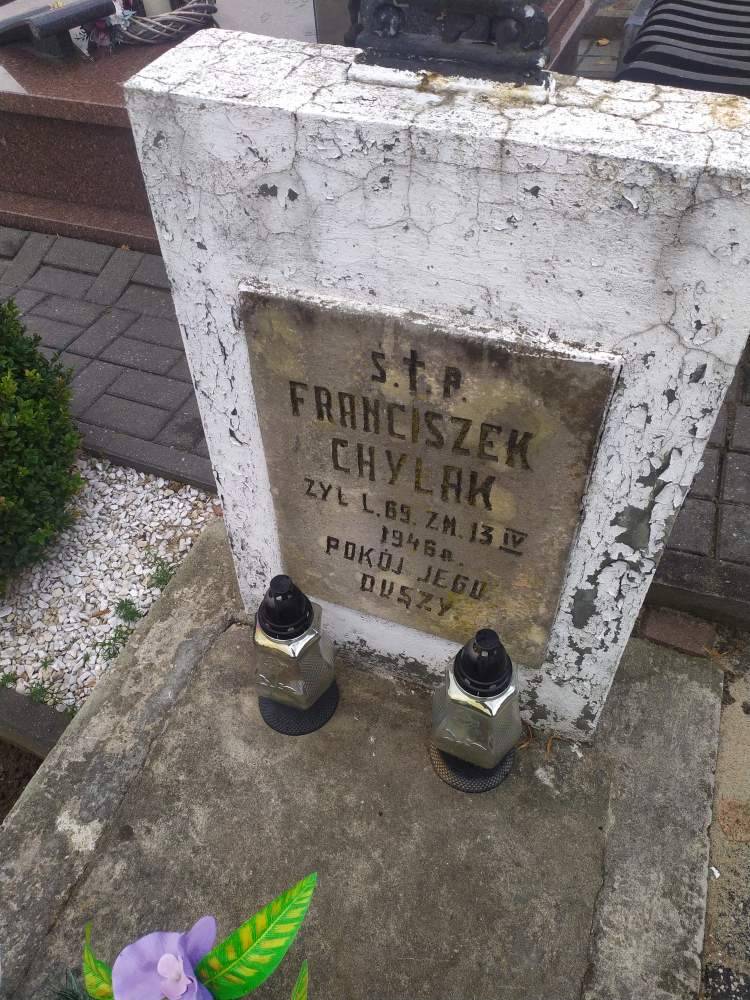 Ś.†P.
FRANCISZEK
CHYLAK
ŻYŁ L.69. ZM. 13 IV
1946 R.
POKÓJ JEGO
DUSZY